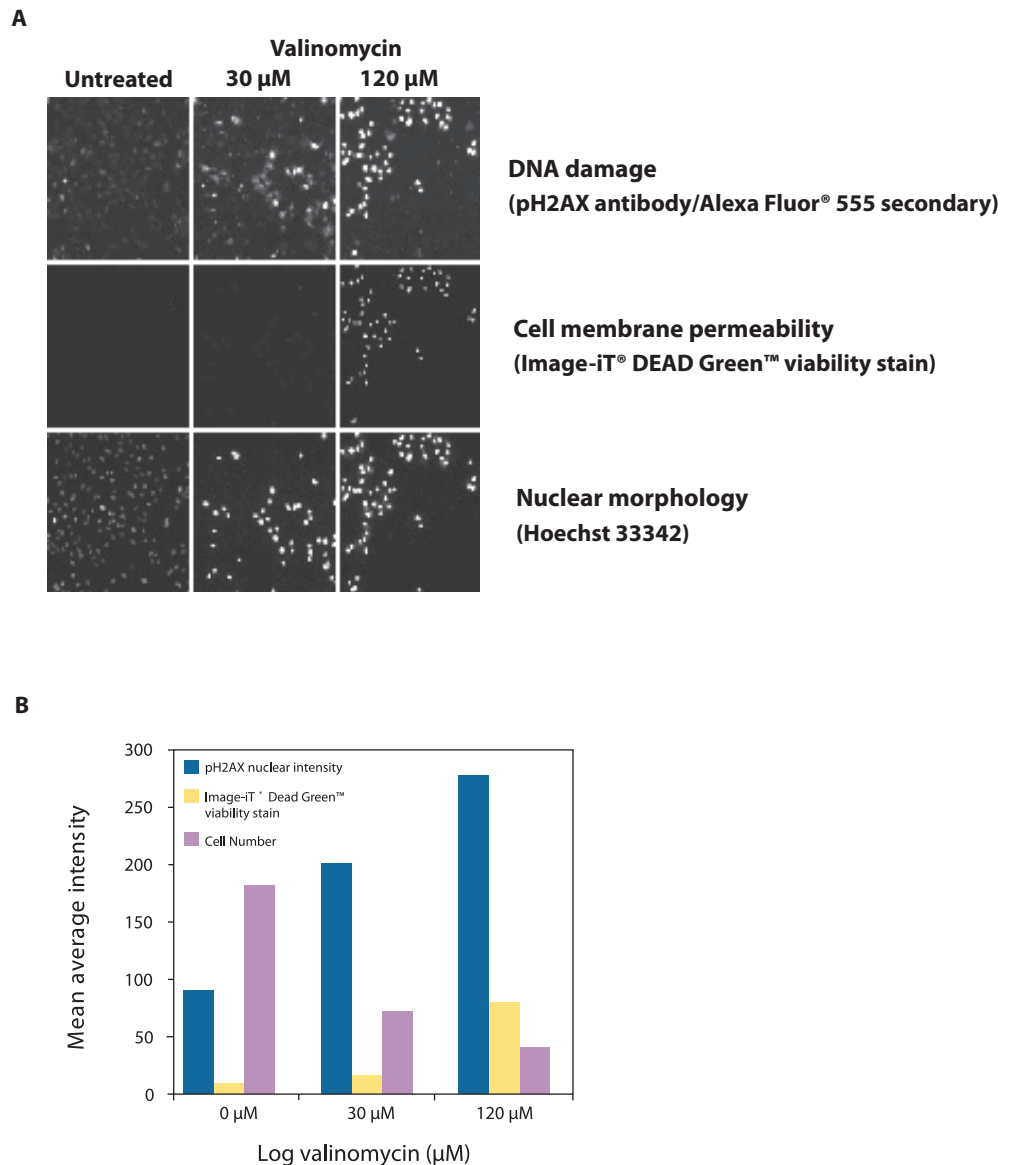 A
Valinomycin
Untreated 30 µM 120 µM
DNA damage
(pH2AX antibody/Alexa Fluor® 555 secondary)
Cell membrane permeability
(Image-iT® DEAD Green™ viability stain)
Nuclear morphology
(Hoechst 33342)
B
300
250
200
150
100
50
0
Mean average intensity
pH2AX nuclear intensity
Image-iT ® Dead Green™
viability stain
Cell Number
0 µM 30 µM 120 µM
Log valinomycin (µM)